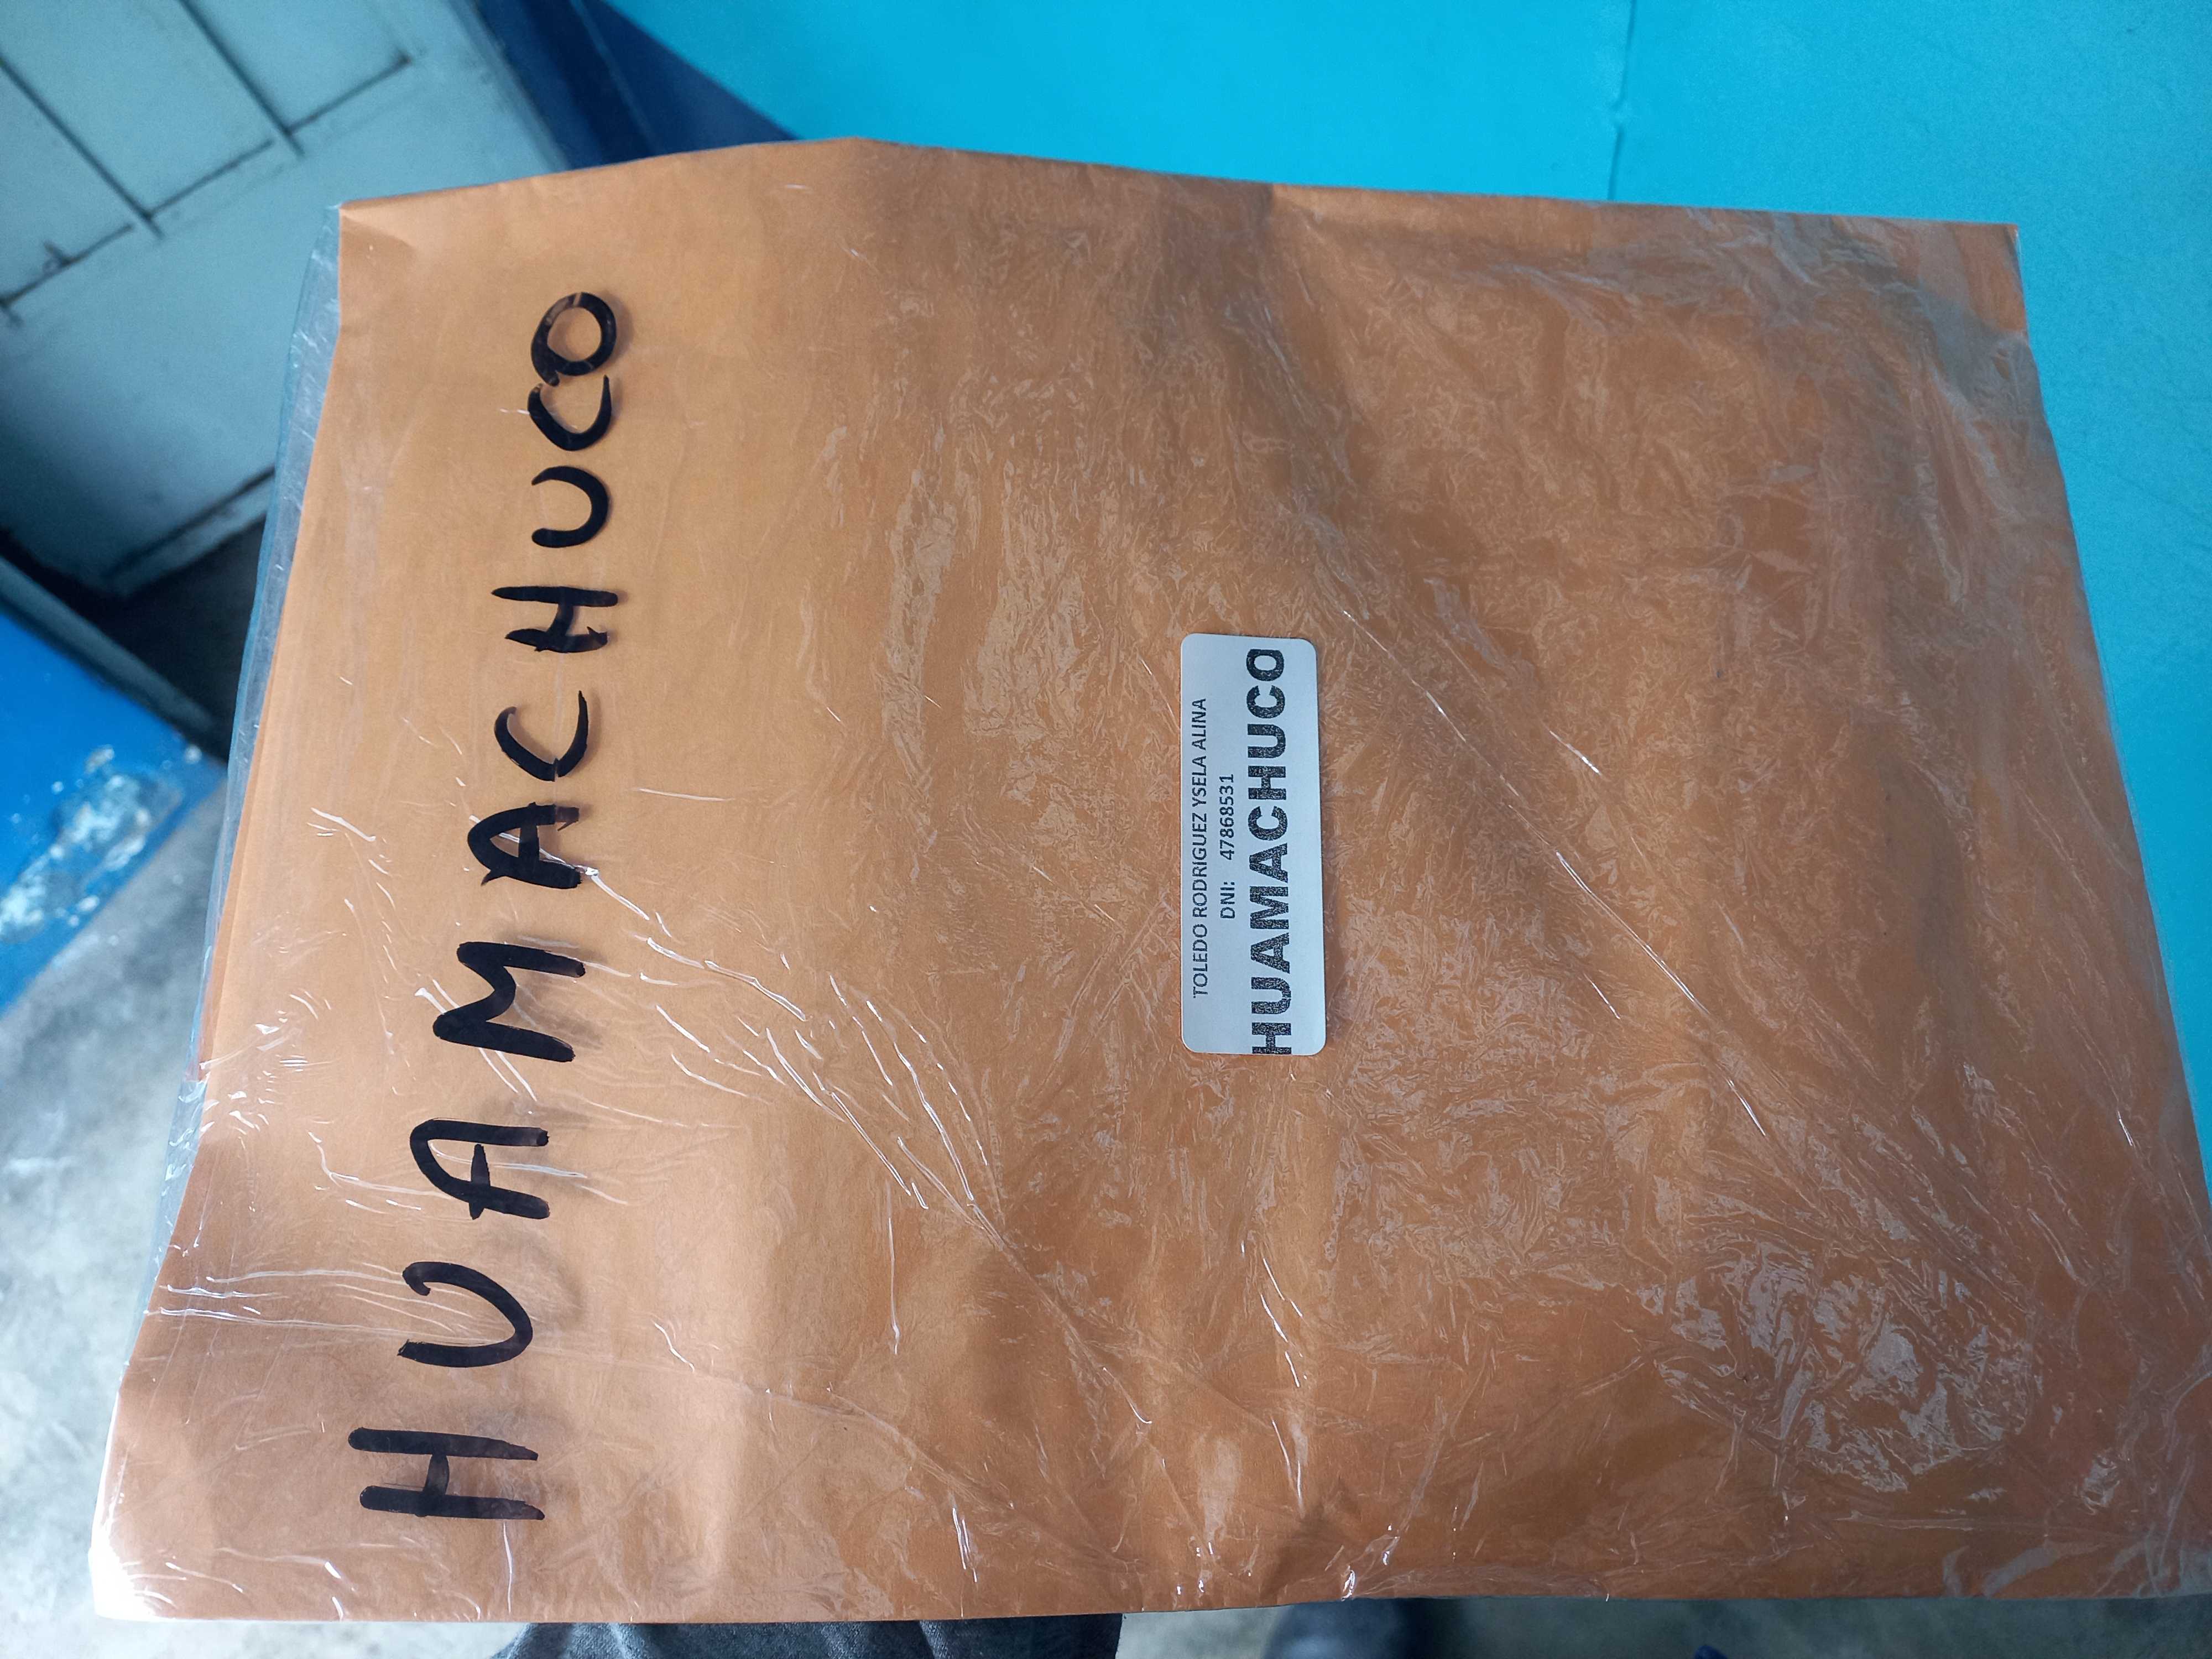 HUAMACHUCO
TOLEDO RODRIGUEZ YSELA ALINA
DNI: 47868531
HUAMACHUCO